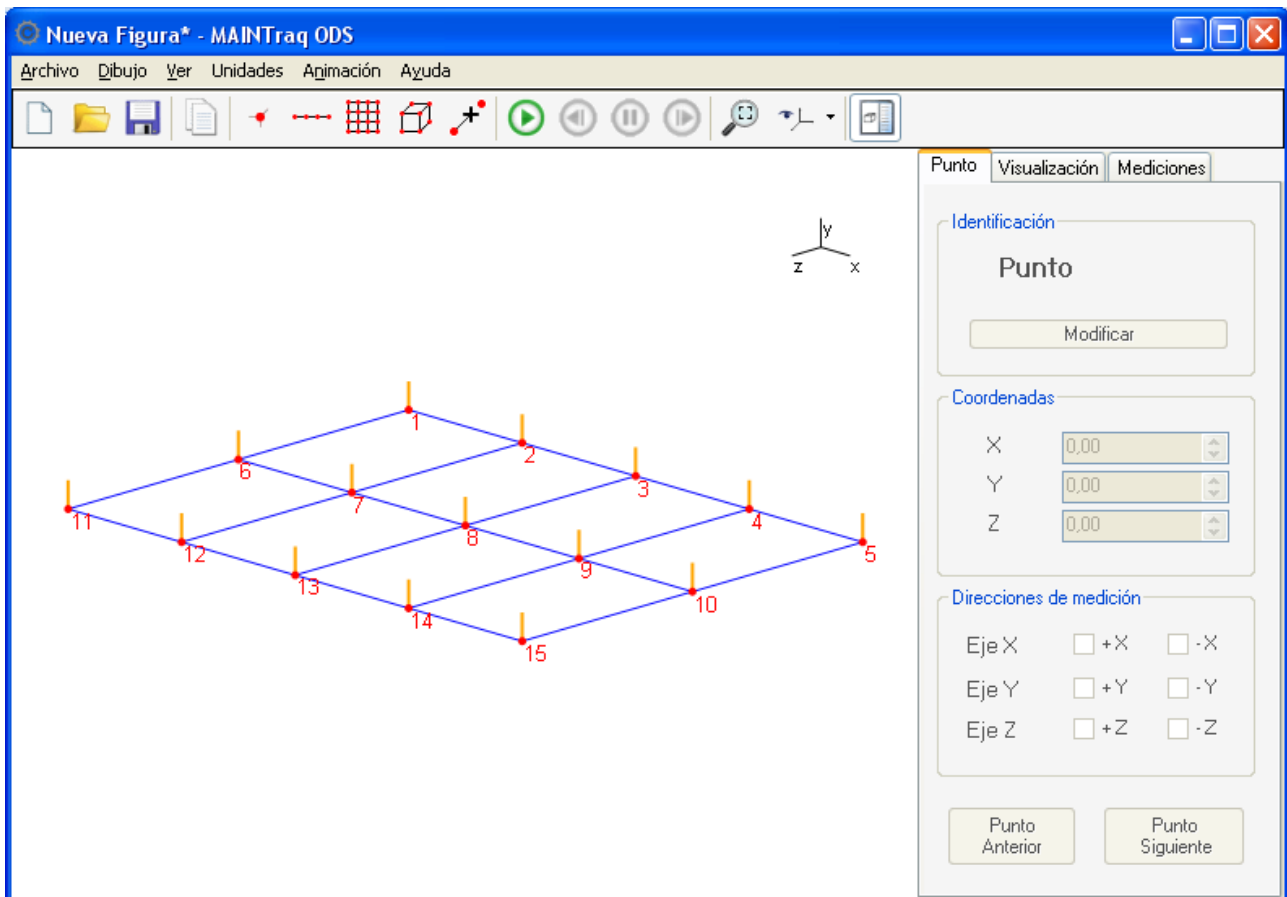 Nueva Figura* - MAINTraq ODS
Archivo Dibujo Ver Unidades Animación Ayuda
Punto Visualización Mediciones
y
z x
Identificación
Punto
Modificar
Coordenadas
X 0,00
Y 0,00
Z 0,00
1
2
3
4
5
6
7
8
9
10
11
12
13
14
15
Direcciones de medición
Eje X +X -X
Eje Y +Y -Y
Eje Z +Z -Z
Punto
Anterior
Punto
Siguiente